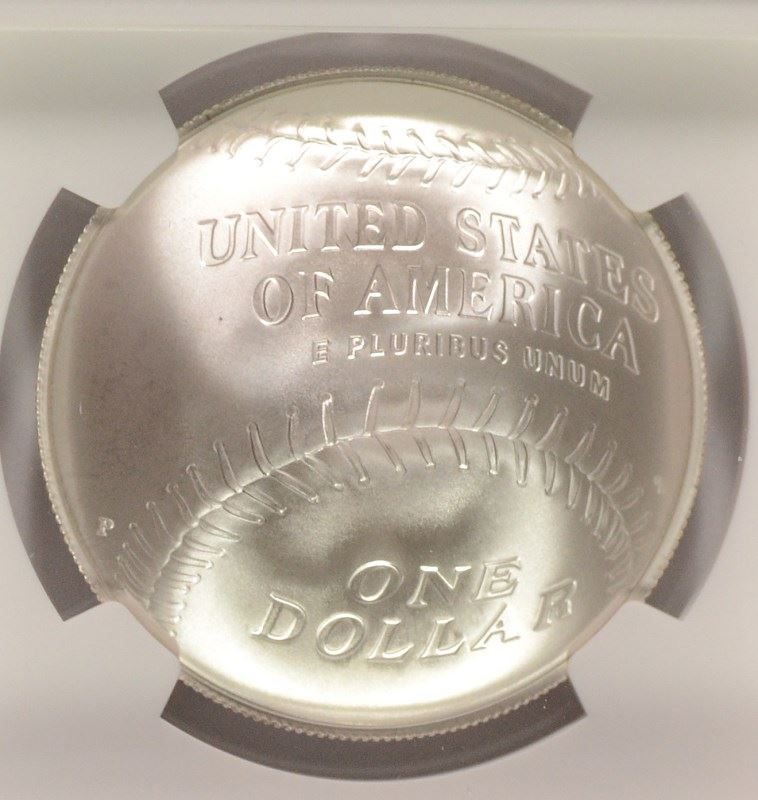 UNITED STATES
OF AMERICA
E PLURIBUS UNUM
P
ONE
DOLLAR